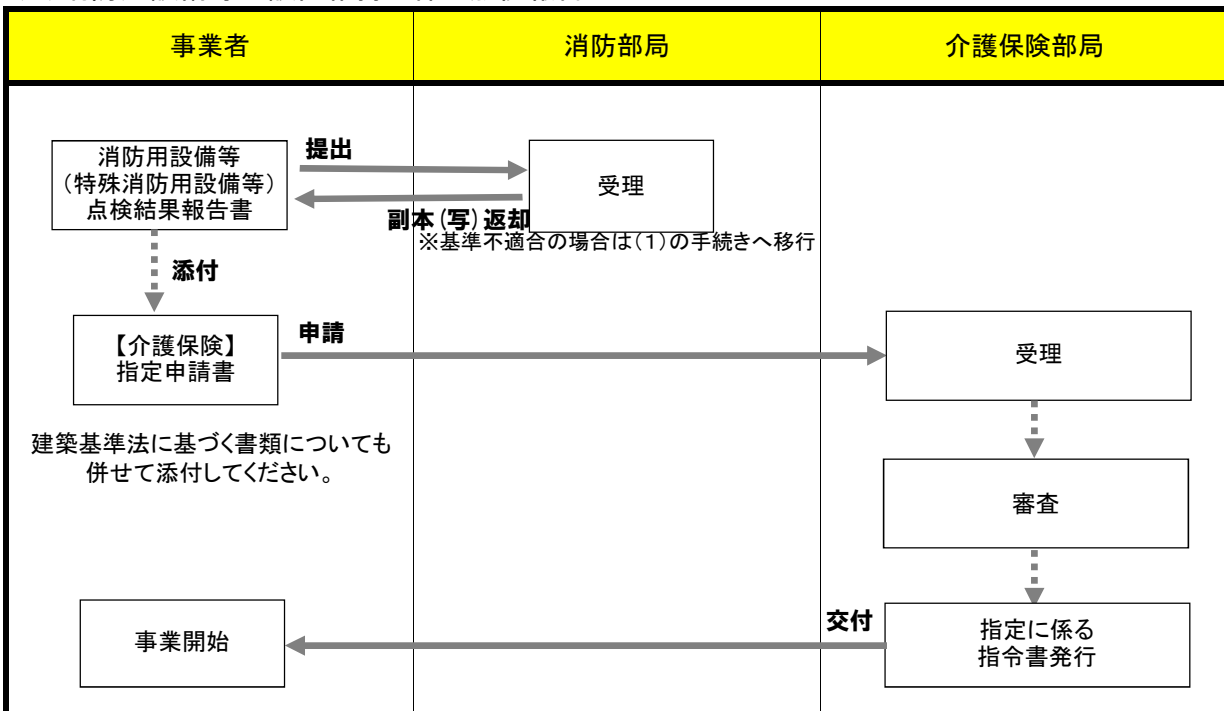 事業者
消防部局
介護保険部局
消防用設備等
（特殊消防用設備等）
点検結果報告書
提出
受理
副本（写）返却
※基準不適合の場合は（１）の手続きへ移行
添付
【介護保険】
指定申請書
申請
受理
建築基準法に基づく書類についても
併せて添付してください。
審査
交付
指定に係る
指令書発行
事業開始